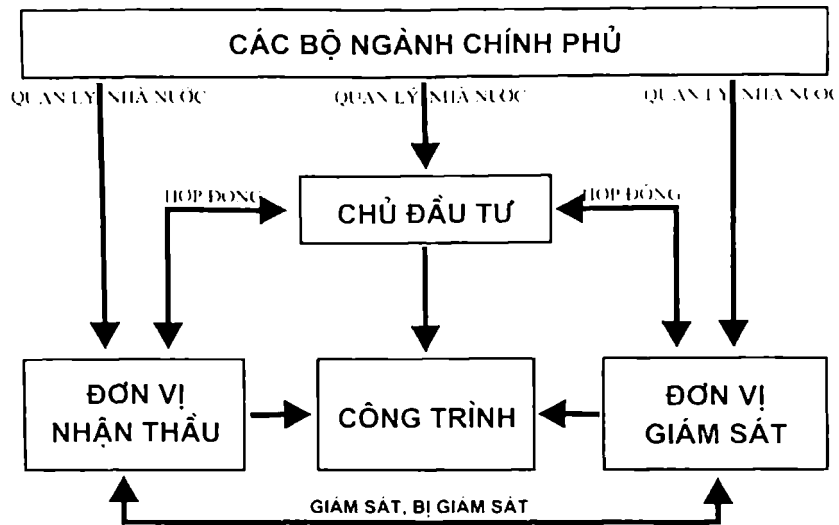 CÁC BỘ NGÀNH CHÍNH PHỦ
QUẢN LÝ NHÀ NƯỚC
QUẢN LÝ NHÀ NƯỚC
QUẢN LÝ NHÀ NƯỚC
HỢP ĐỒNG
CHỦ ĐẦU TƯ
HỢP ĐỒNG
ĐƠN VỊ
NHẬN THẦU
CÔNG TRÌNH
ĐƠN VỊ
GIÁM SÁT
GIÁM SÁT, BỊ GIÁM SÁT